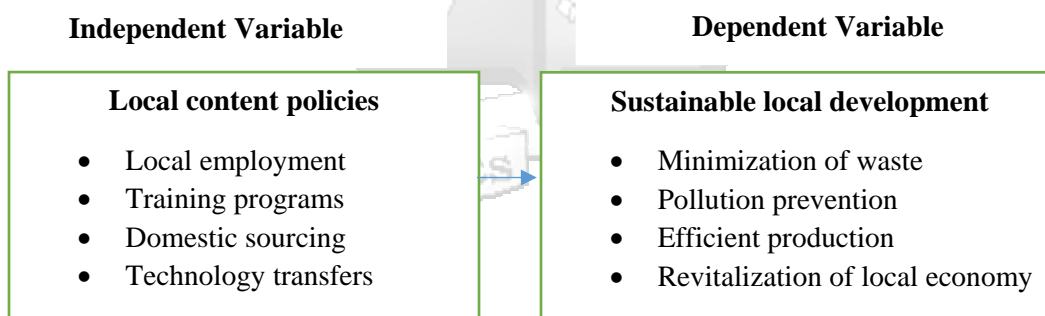 Independent Variable
Dependent Variable
Local content policies
• Local employment
• Training programs
• Domestic sourcing
• Technology transfers
Sustainable local development
• Minimization of waste
• Pollution prevention
• Efficient production
• Revitalization of local economy